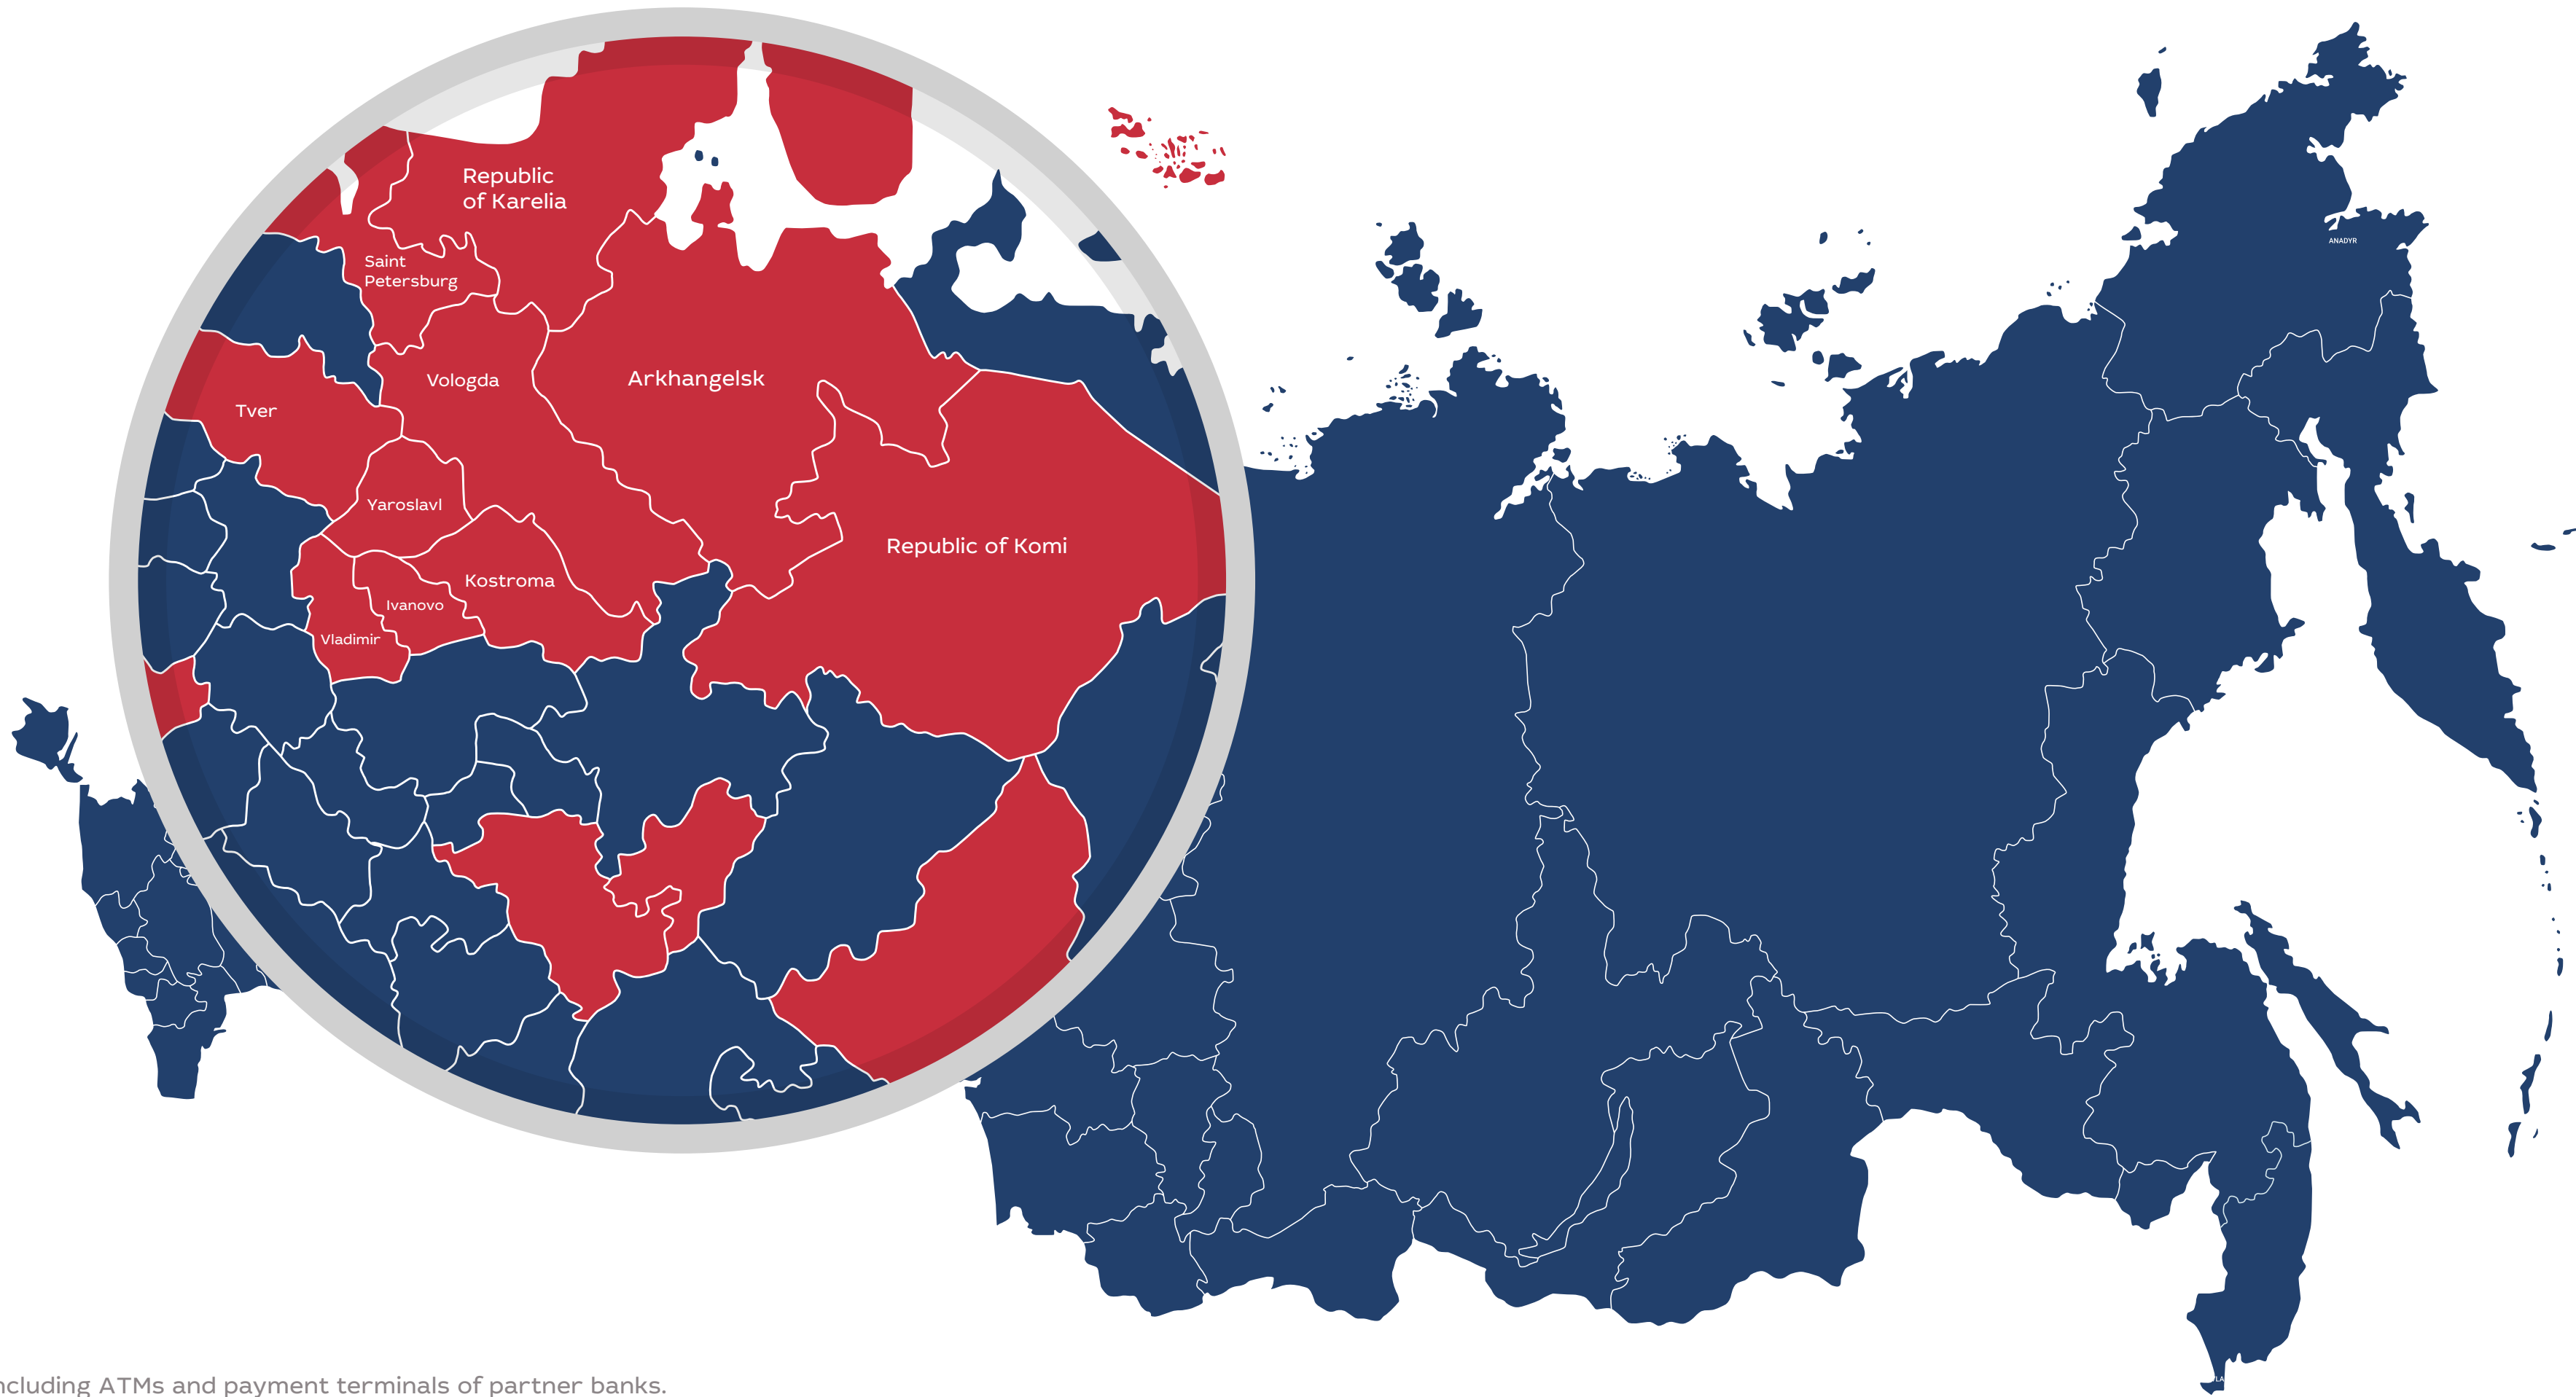 Republic
of Karelia
Saint
Petersburg
Vologda
Arkhangelsk
Tver
Yaroslavl
Republic of Komi
Kostroma
Ivanovo
Vladimir
ANADYR
ncluding ATMs and payment terminals of partner banks.